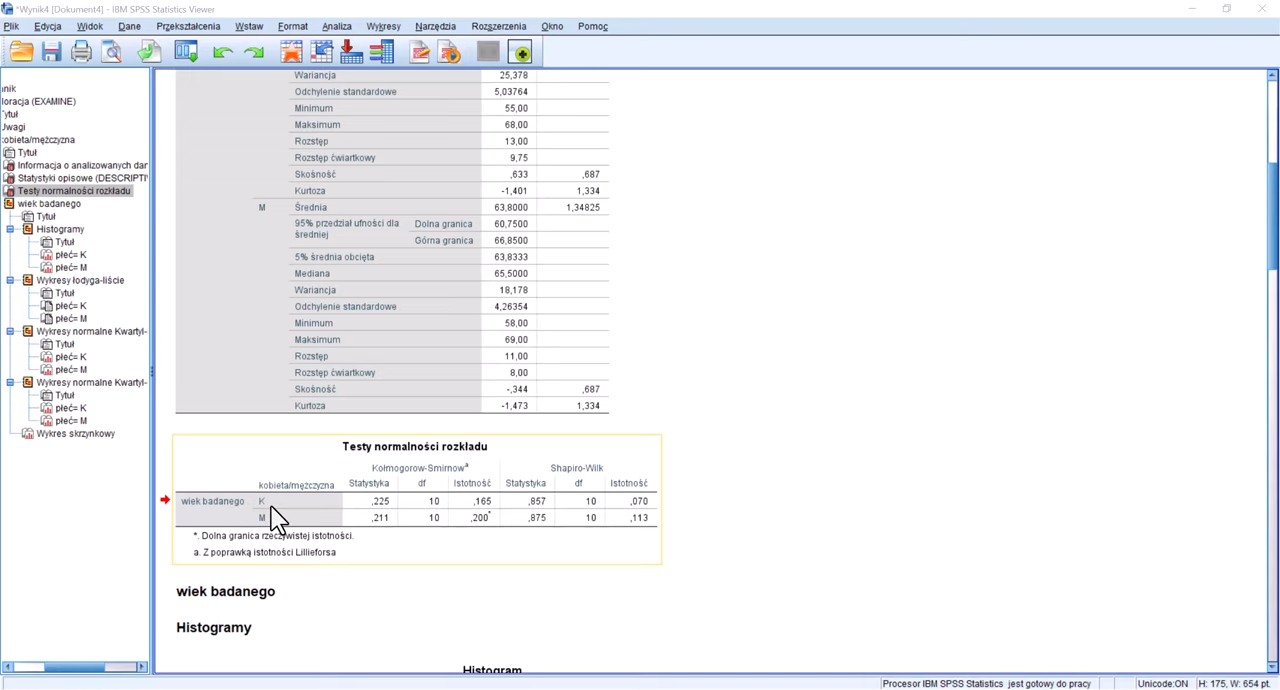 *Wynik4 [Dokument4] - IBM SPSS Statistics Viewer
Plik Edycja Widok Dane Przekształcenia Wstaw Format Analiza Wykresy Narzędzia Rozszerzenia Okno Pomoc
nik
loracja (EXAMINE)
Tytuł
Uwagi
kobieta/mężczyzna
Tytuł
Informacja o analizowanych dan
Statystyki opisowe (DESCRIPTI
Testy normalności rozkładu
wiek badanego
Tytuł
Histogramy
Tytuł
płeć= K
płeć= M
Wykresy łodyga-liście
Tytuł
płeć= K
płeć= M
Wykresy normalne Kwartyl-
Tytuł
płeć= K
płeć= M
Wykresy normalne Kwartyl-
Tytuł
płeć= K
płeć= M
Wykres skrzynkowy
Wariancja 25,378
Odchylenie standardowe 5,03764
Minimum 55,00
Maksimum 68,00
Rozstęp 13,00
Rozstęp ćwiartkowy 9,75
Skośność ,633 ,687
Kurtoza -1,401 1,334
M Średnia 63,8000 1,34825
95% przedział ufności dla średniej Dolna granica 60,7500
Górna granica 66,8500
5% średnia obcięta 63,8333
Mediana 65,5000
Wariancja 18,178
Odchylenie standardowe 4,26354
Minimum 58,00
Maksimum 69,00
Rozstęp 11,00
Rozstęp ćwiartkowy 8,00
Skośność -,344 ,687
Kurtoza -1,473 1,334
Testy normalności rozkładu
Kołmogorow-Smirnowᵃ Shapiro-Wilk
kobieta/mężczyzna Statystyka df Istotność Statystyka df Istotność
wiek badanego K ,225 10 ,165 ,857 10 ,070
M ,211 10 ,200* ,875 10 ,113
*. Dolna granica rzeczywistej istotności.
a. Z poprawką istotności Lillieforsa
wiek badanego
Histogramy
Histogram
Procesor IBM SPSS Statistics jest gotowy do pracy Unicode:ON H: 175, W: 654 pt.